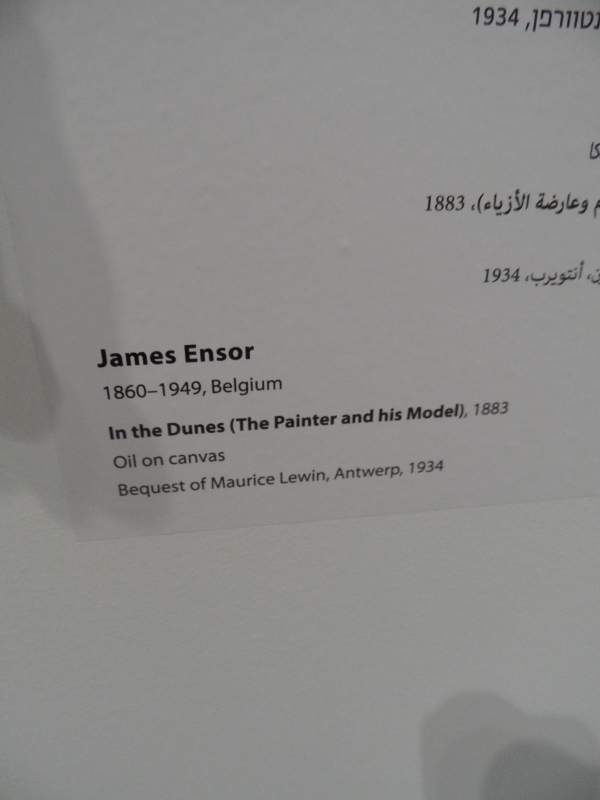 1934 ,אנטוורפן
وعارضة الأزياء)، 1883
أنتويرب، 1934
James Ensor
1860–1949, Belgium
In the Dunes (The Painter and his Model), 1883
Oil on canvas
Bequest of Maurice Lewin, Antwerp, 1934